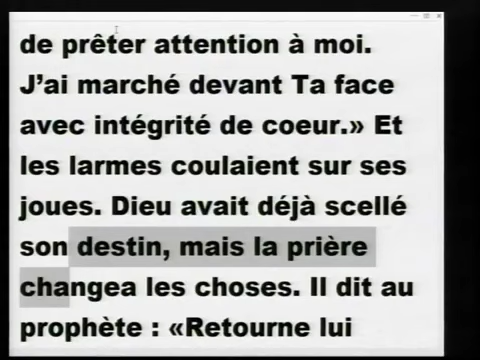 de prêter attention à moi.
J’ai marché devant Ta face
avec intégrité de coeur.» Et
les larmes coulaient sur ses
joues. Dieu avait déjà scellé
son destin, mais la prière
changea les choses. Il dit au
prophète : «Retourne lui